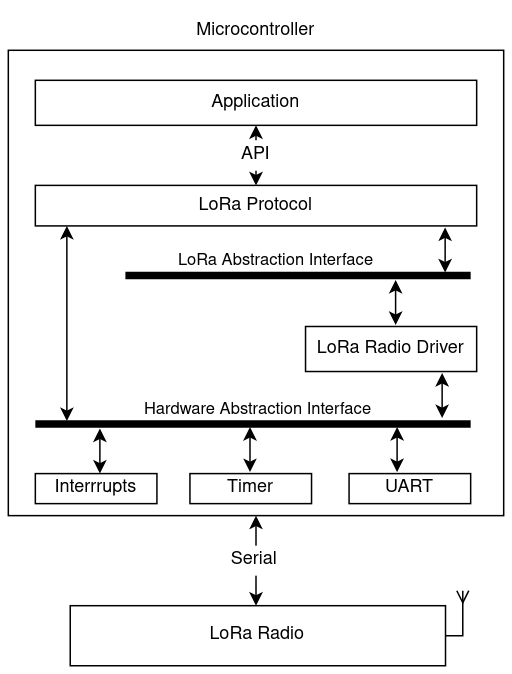 Microcontroller
Application
API
LoRa Protocol
LoRa Abstraction Interface
LoRa Radio Driver
Hardware Abstraction Interface
Interrrupts
Timer
UART
Serial
LoRa Radio